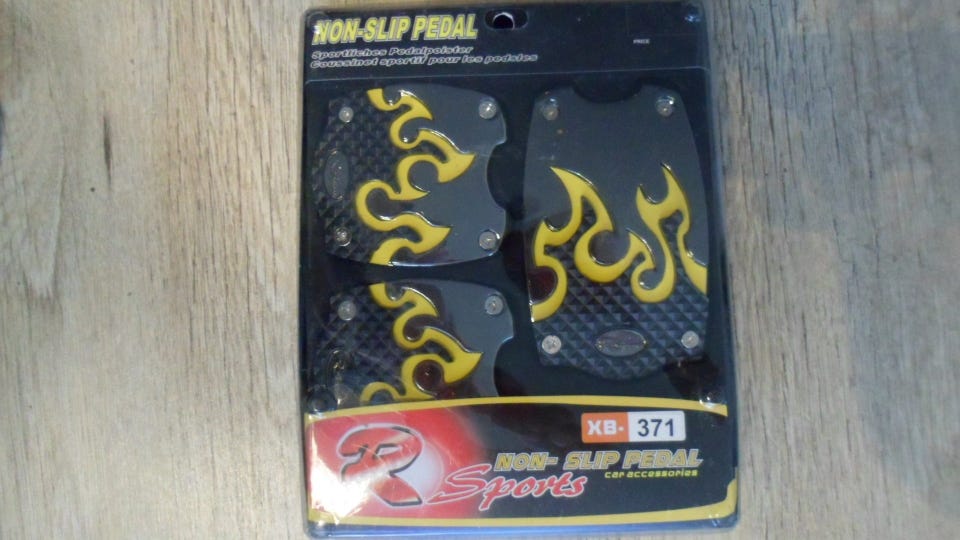 NON-SLIP PEDAL
Sportliches Pedalpolster
Coussinet sportif pour les pedales
PRICE
XB- 371
NON- SLIP PEDAL
car accessories
R
Sports